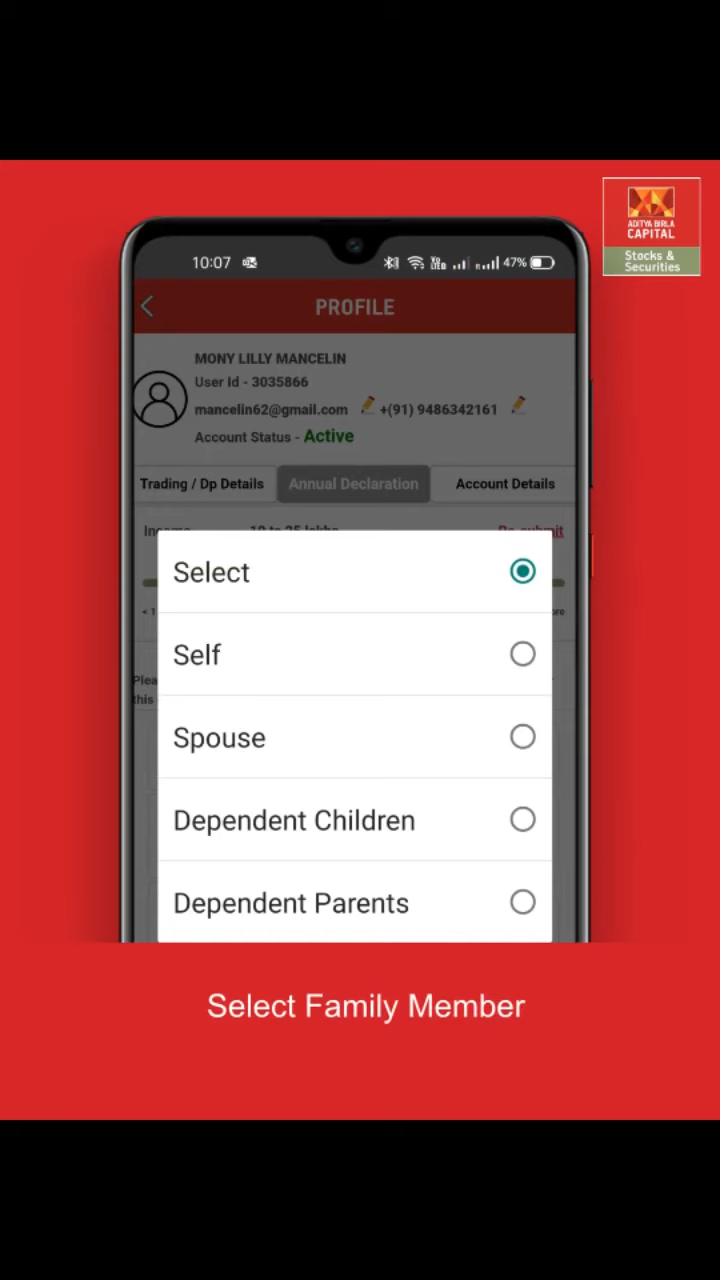 ADITYA BIRLA
CAPITAL
Stocks &
Securities
10:07
47%
PROFILE
MONY LILLY MANCELIN
User Id - 3035866
mancelin62@gmail.com +(91) 9486342161
Account Status - Active
Trading / Dp Details Annual Declaration Account Details
Select
Self
Spouse
Dependent Children
Dependent Parents
this
Select Family Member